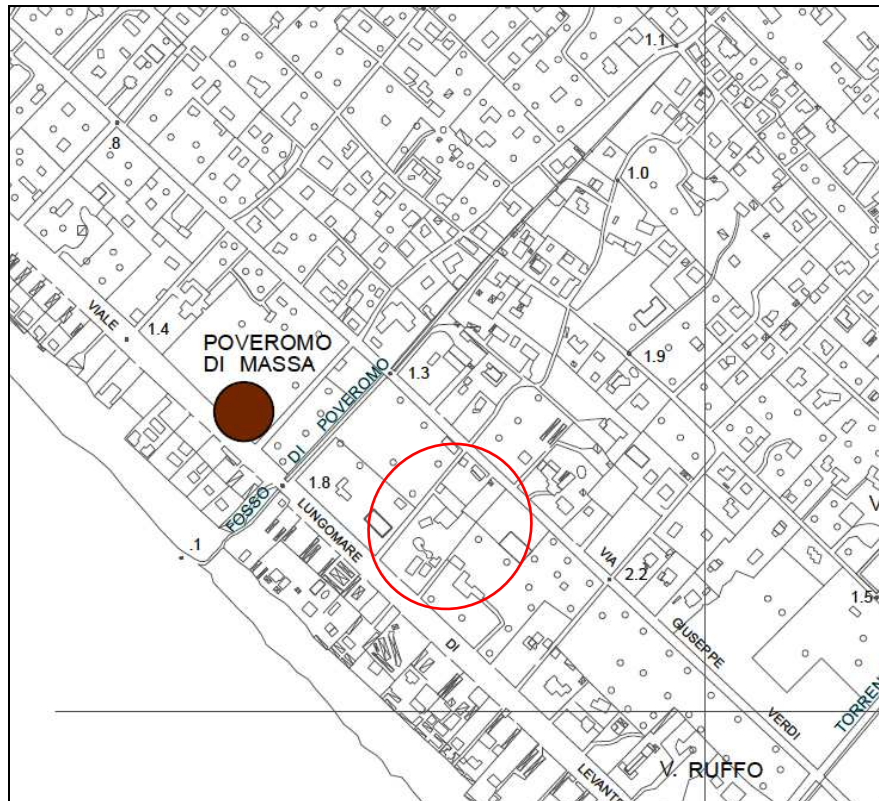 1.1
.8
1.0
VIALE
1.4
POVEROMO
DI MASSA
1.3
1.9
FOSSO DI POVEROMO
1.8
LUNGOMARE DI LEVANTE
.1
VIA GIUSEPPE VERDI
2.2
1.5
V
TORREN
V. RUFFO